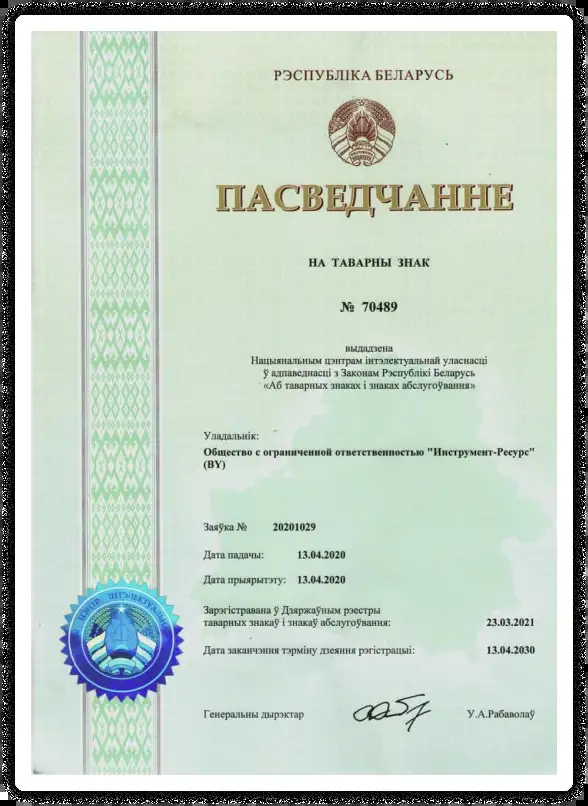 РЭСПУБЛІКА БЕЛАРУСЬ
ПАСВЕДЧАННЕ
НА ТАВАРНЫ ЗНАК
№ 70489
выдадзена
Нацыянальным цэнтрам інтэлектуальнай уласнасці
ў адпаведнасці з Законам Рэспублікі Беларусь
«Аб таварных знаках і знаках абслугоўвання»
Уладальнік:
Общество с ограниченной ответственностью "Инструмент-Ресурс"
(BY)
Заяўка № 20201029
Дата падачы: 13.04.2020
Дата прыярытэту: 13.04.2020
Зарэгістравана ў Дзяржаўным рэестры
таварных знакаў і знакаў абслугоўвання: 23.03.2021
Дата заканчэння тэрміну дзеяння рэгістрацыі: 13.04.2030
Генеральны дырэктар У.А.Рабаволаў